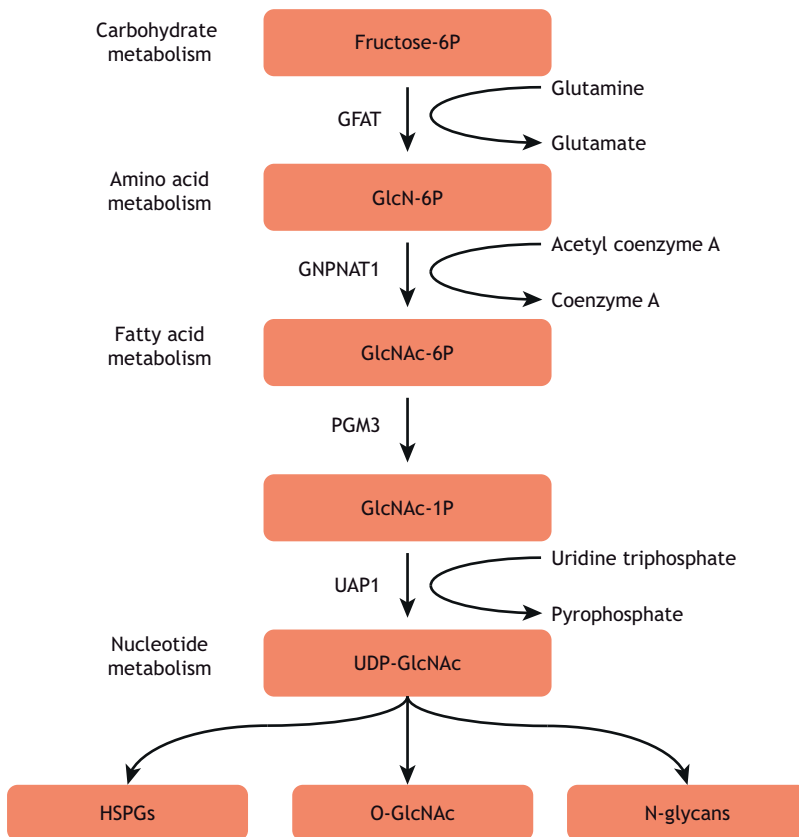 Carbohydrate
metabolism
Fructose-6P
GFAT
Glutamine
Glutamate
Amino acid
metabolism
GlcN-6P
GNPNAT1
Acetyl coenzyme A
Coenzyme A
Fatty acid
metabolism
GlcNAc-6P
PGM3
GlcNAc-1P
UAP1
Uridine triphosphate
Pyrophosphate
Nucleotide
metabolism
UDP-GlcNAc
HSPGs
O-GlcNAc
N-glycans